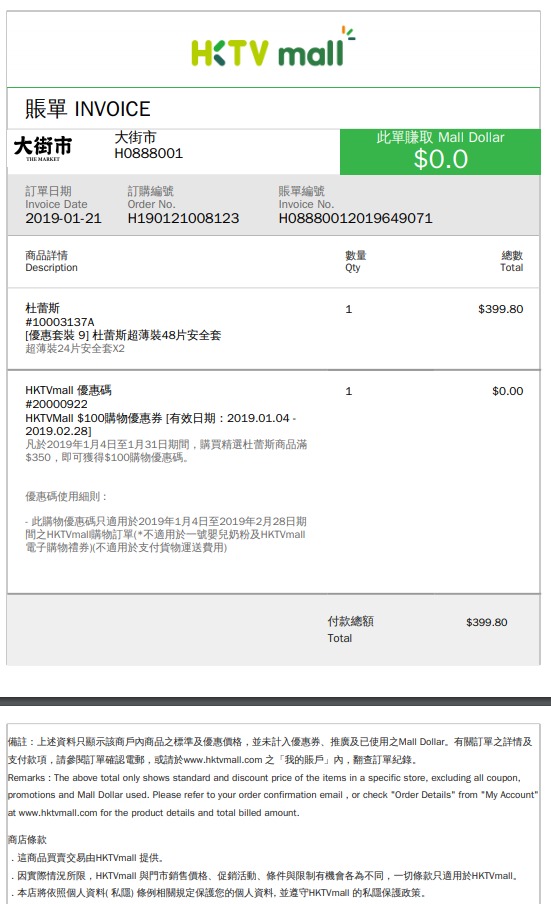 HKTV mall
賬單 INVOICE
大街市
THE MARKET
大街市
H0888001
此單賺取 Mall Dollar
$0.0
訂單日期
Invoice Date
2019-01-21
訂購編號
Order No.
H190121008123
賬單編號
Invoice No.
H08880012019649071
商品詳情
Description
數量
Qty
總數
Total
杜蕾斯
#10003137A
[優惠套裝 9] 杜蕾斯超薄裝48片安全套
超薄裝24片安全套X2
1
$399.80
HKTVmall 優惠碼
#20000922
HKTVMall $100購物優惠券 [有效日期：2019.01.04 -
2019.02.28]
凡於2019年1月4日至1月31日期間，購買精選杜蕾斯商品滿
$350，即可獲得$100購物優惠碼。
1
$0.00
優惠碼使用細則：
- 此購物優惠碼只適用於2019年1月4日至2019年2月28日期
間之HKTVmall購物訂單(*不適用於一號嬰兒奶粉及HKTVmall
電子購物禮券)(不適用於支付貨物運送費用)
付款總額
Total
$399.80
備註：上述資料只顯示該商戶內商品之標準及優惠價格，並未計入優惠券、推廣及已使用之Mall Dollar。有關訂單之詳情及
支付款項，請參閱訂單確認電郵，或請於www.hktvmall.com 之「我的賬戶」內，翻查訂單紀錄。
Remarks : The above total only shows standard and discount price of the items in a specific store, excluding all coupon,
promotions and Mall Dollar used. Please refer to your order confirmation email , or check "Order Details" from "My Account"
at www.hktvmall.com for the product details and total billed amount.
商店條款
．這商品買賣交易由HKTVmall 提供。
．因實際情況所限，HKTVmall 與門市銷售價格、促銷活動、條件與限制有機會各為不同，一切條款只適用於HKTVmall。
．本店將依照個人資料( 私隱) 條例相關規定保護您的個人資料, 並遵守HKTVmall 的私隱保護政策。